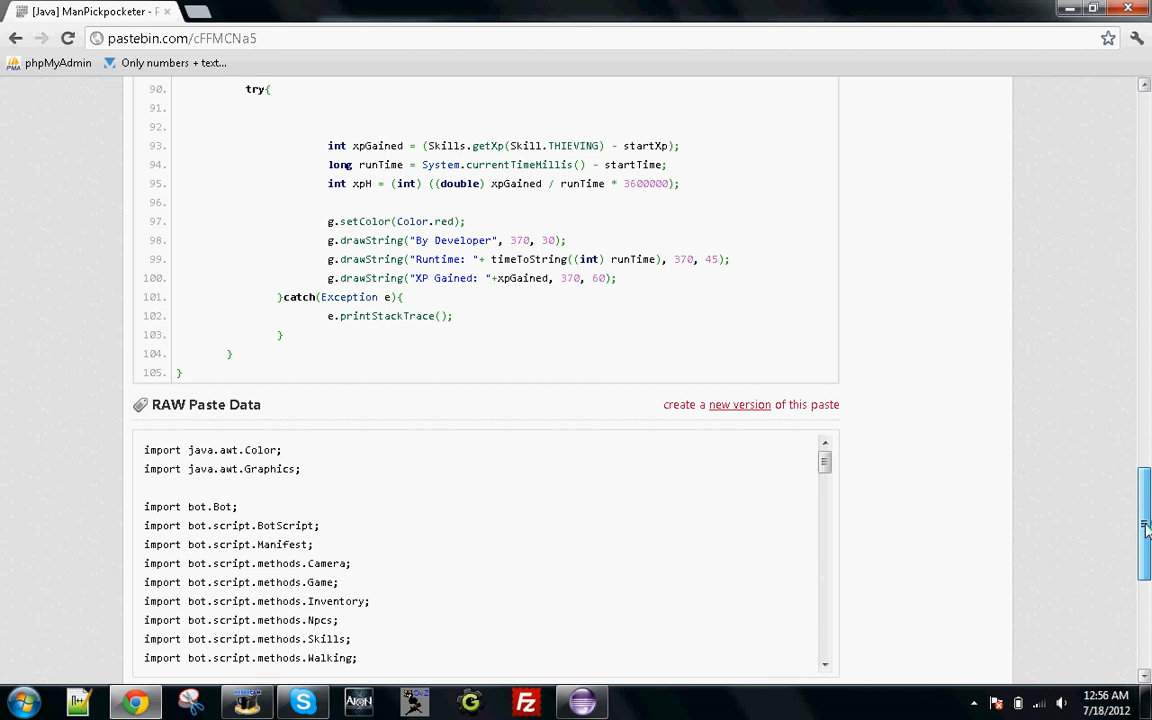 [Java] ManPickpocketer - P
pastebin.com/cFFMCNa5
phpMyAdmin
Only numbers + text...
90. try{
91.
92.
93. int xpGained = (Skills.getXp(Skill.THIEVING) - startXp);
94. long runTime = System.currentTimeMillis() - startTime;
95. int xpH = (int) ((double) xpGained / runTime * 3600000);
96.
97. g.setColor(Color.red);
98. g.drawString("By Developer", 370, 30);
99. g.drawString("Runtime: "+ timeToString((int) runTime), 370, 45);
100. g.drawString("XP Gained: "+xpGained, 370, 60);
101. }catch(Exception e){
102. e.printStackTrace();
103. }
104. }
105. }
RAW Paste Data
create a new version of this paste
import java.awt.Color;
import java.awt.Graphics;
import bot.Bot;
import bot.script.BotScript;
import bot.script.Manifest;
import bot.script.methods.Camera;
import bot.script.methods.Game;
import bot.script.methods.Inventory;
import bot.script.methods.Npcs;
import bot.script.methods.Skills;
import bot.script.methods.Walking;
AION
12:56 AM
7/18/2012